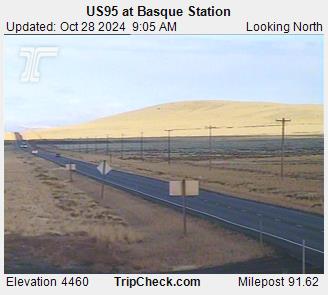 US95 at Basque Station
Updated: Oct 28 2024 9:05 AM Looking North
Elevation 4460 TripCheck.com Milepost 91.62